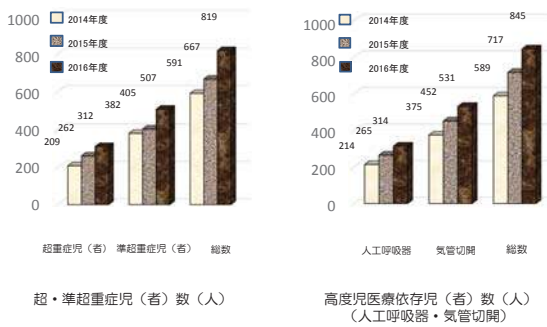 1000
800
600
400
200
0
2014年度
2015年度
2016年度
209
262
312
382
405
507
591
667
819
超重症児（者）
準超重症児（者）
総数
超・準超重症児（者）数（人）
1000
800
600
400
200
0
2014年度
2015年度
2016年度
214
265
314
375
452
531
589
717
845
人工呼吸器
気管切開
総数
高度児医療依存児（者）数（人）
（人工呼吸器・気管切開）